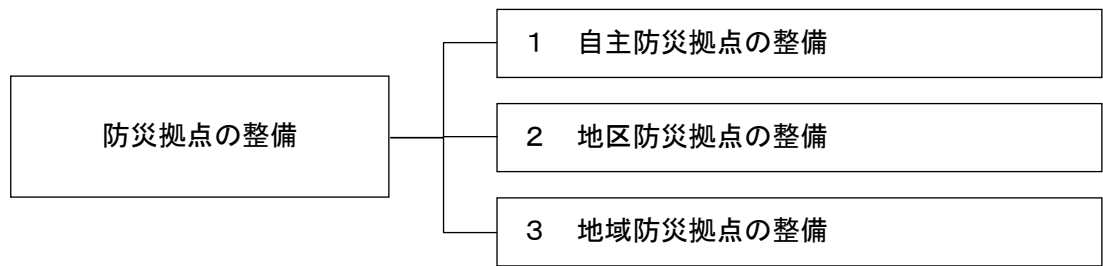 防災拠点の整備
１　自主防災拠点の整備
２　地区防災拠点の整備
３　地域防災拠点の整備